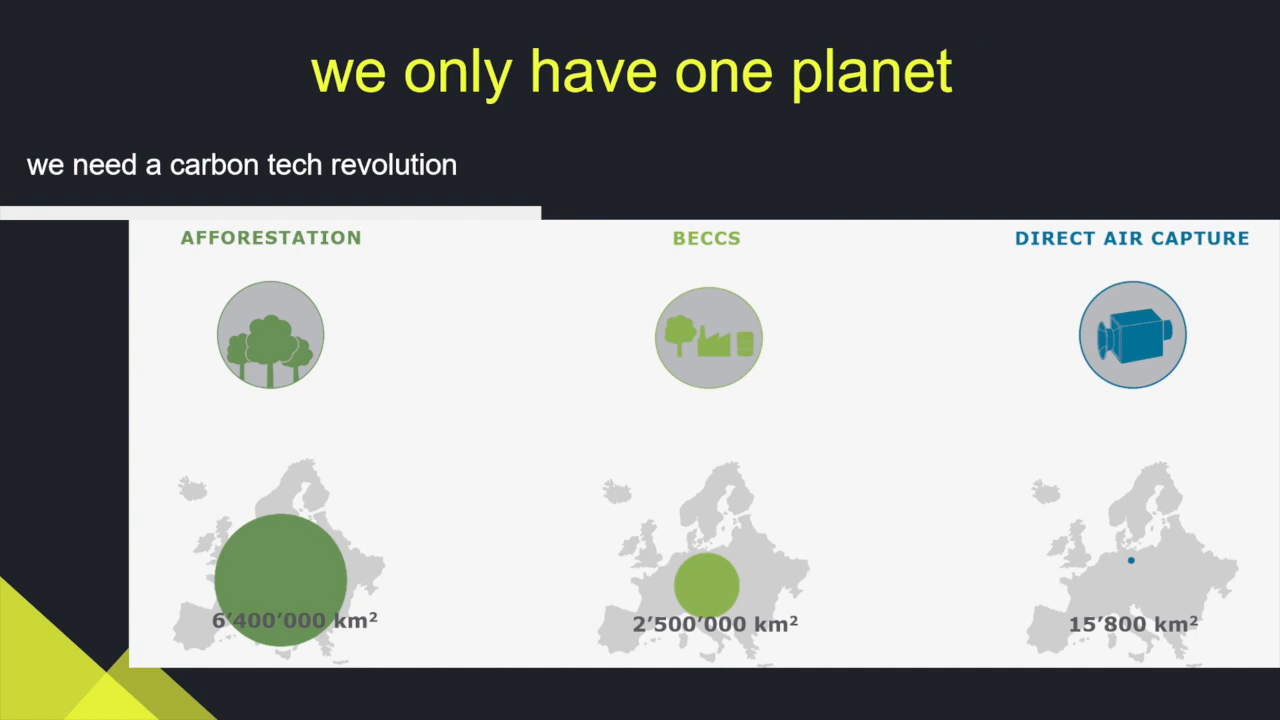 we only have one planet
we need a carbon tech revolution
AFFORESTATION
BECCS
DIRECT AIR CAPTURE
6’400’000 km²
2’500’000 km²
15’800 km²